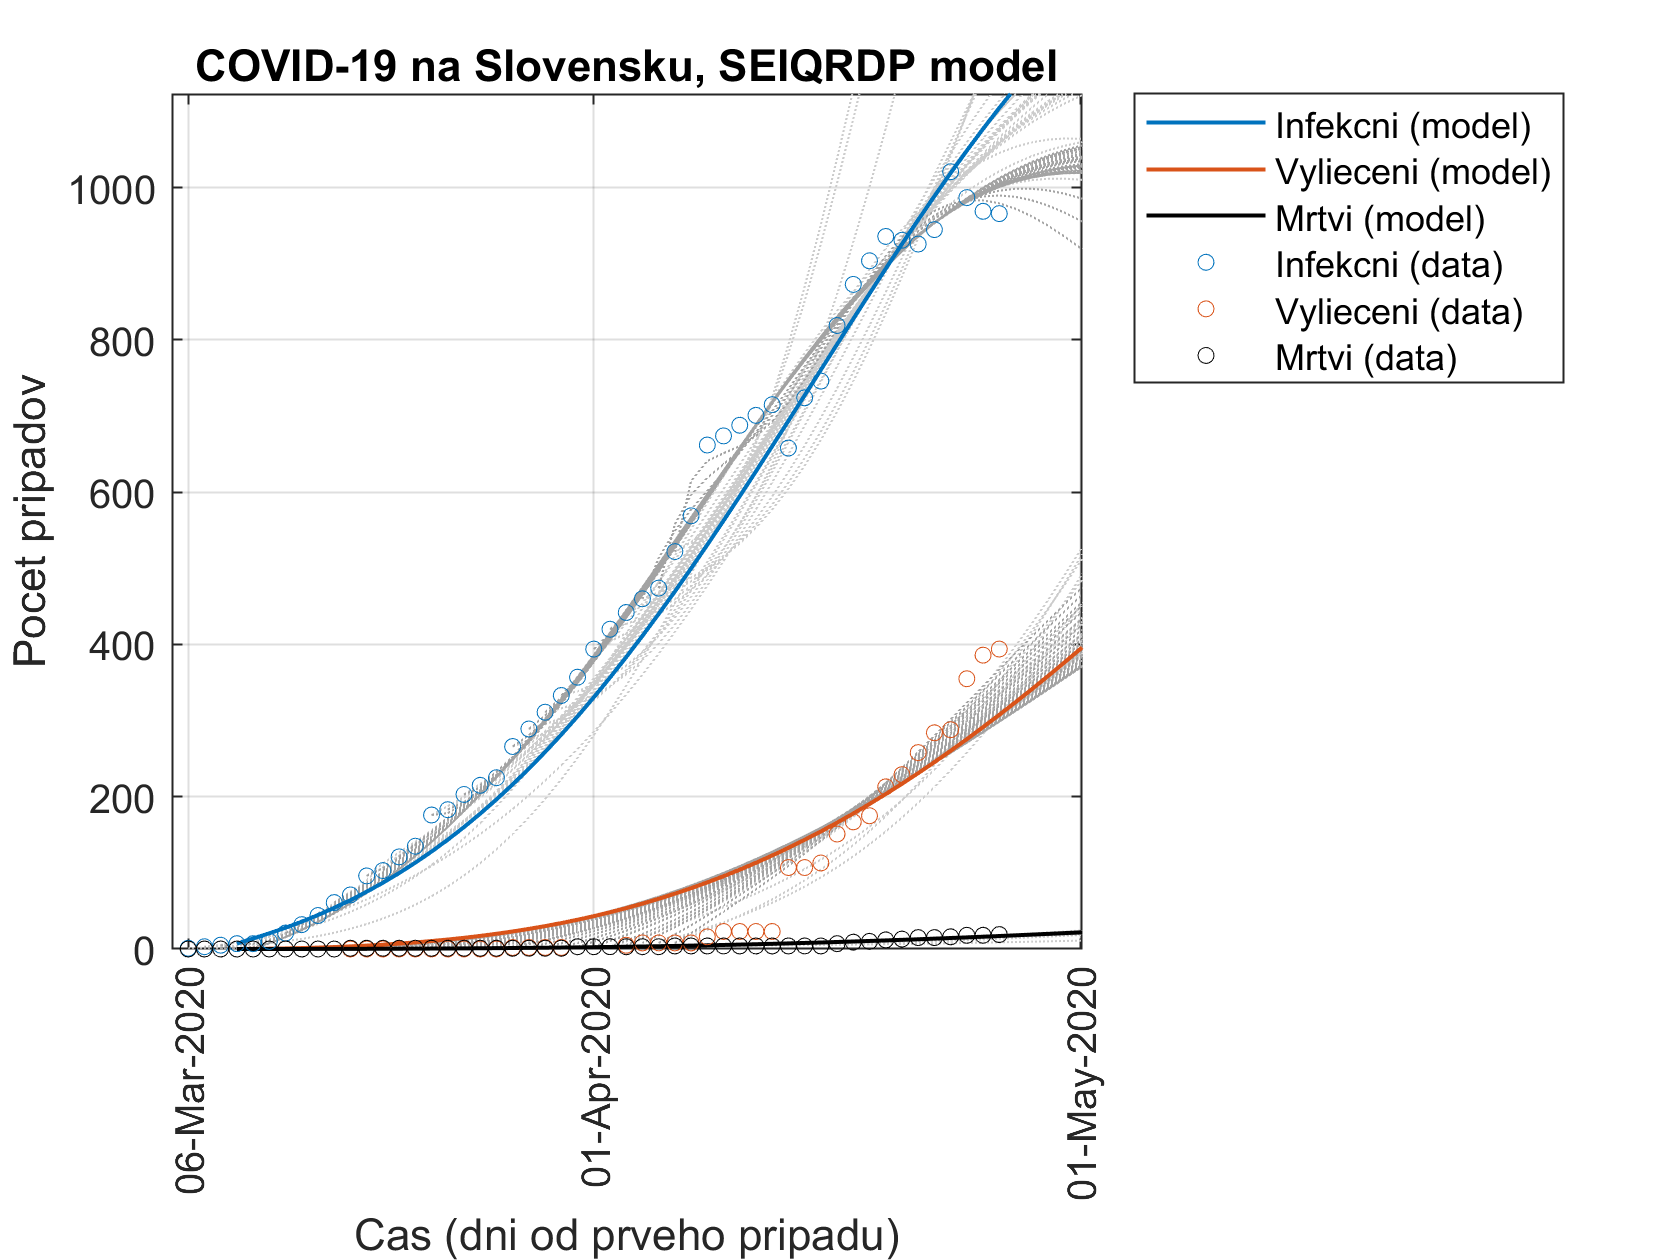 COVID-19 na Slovensku, SEIQRDP model
Infekcni (model)
Vylieceni (model)
Mrtvi (model)
Infekcni (data)
Vylieceni (data)
Mrtvi (data)
Pocet pripadov
1000
800
600
400
200
0
06-Mar-2020
01-Apr-2020
01-May-2020
Cas (dni od prveho pripadu)